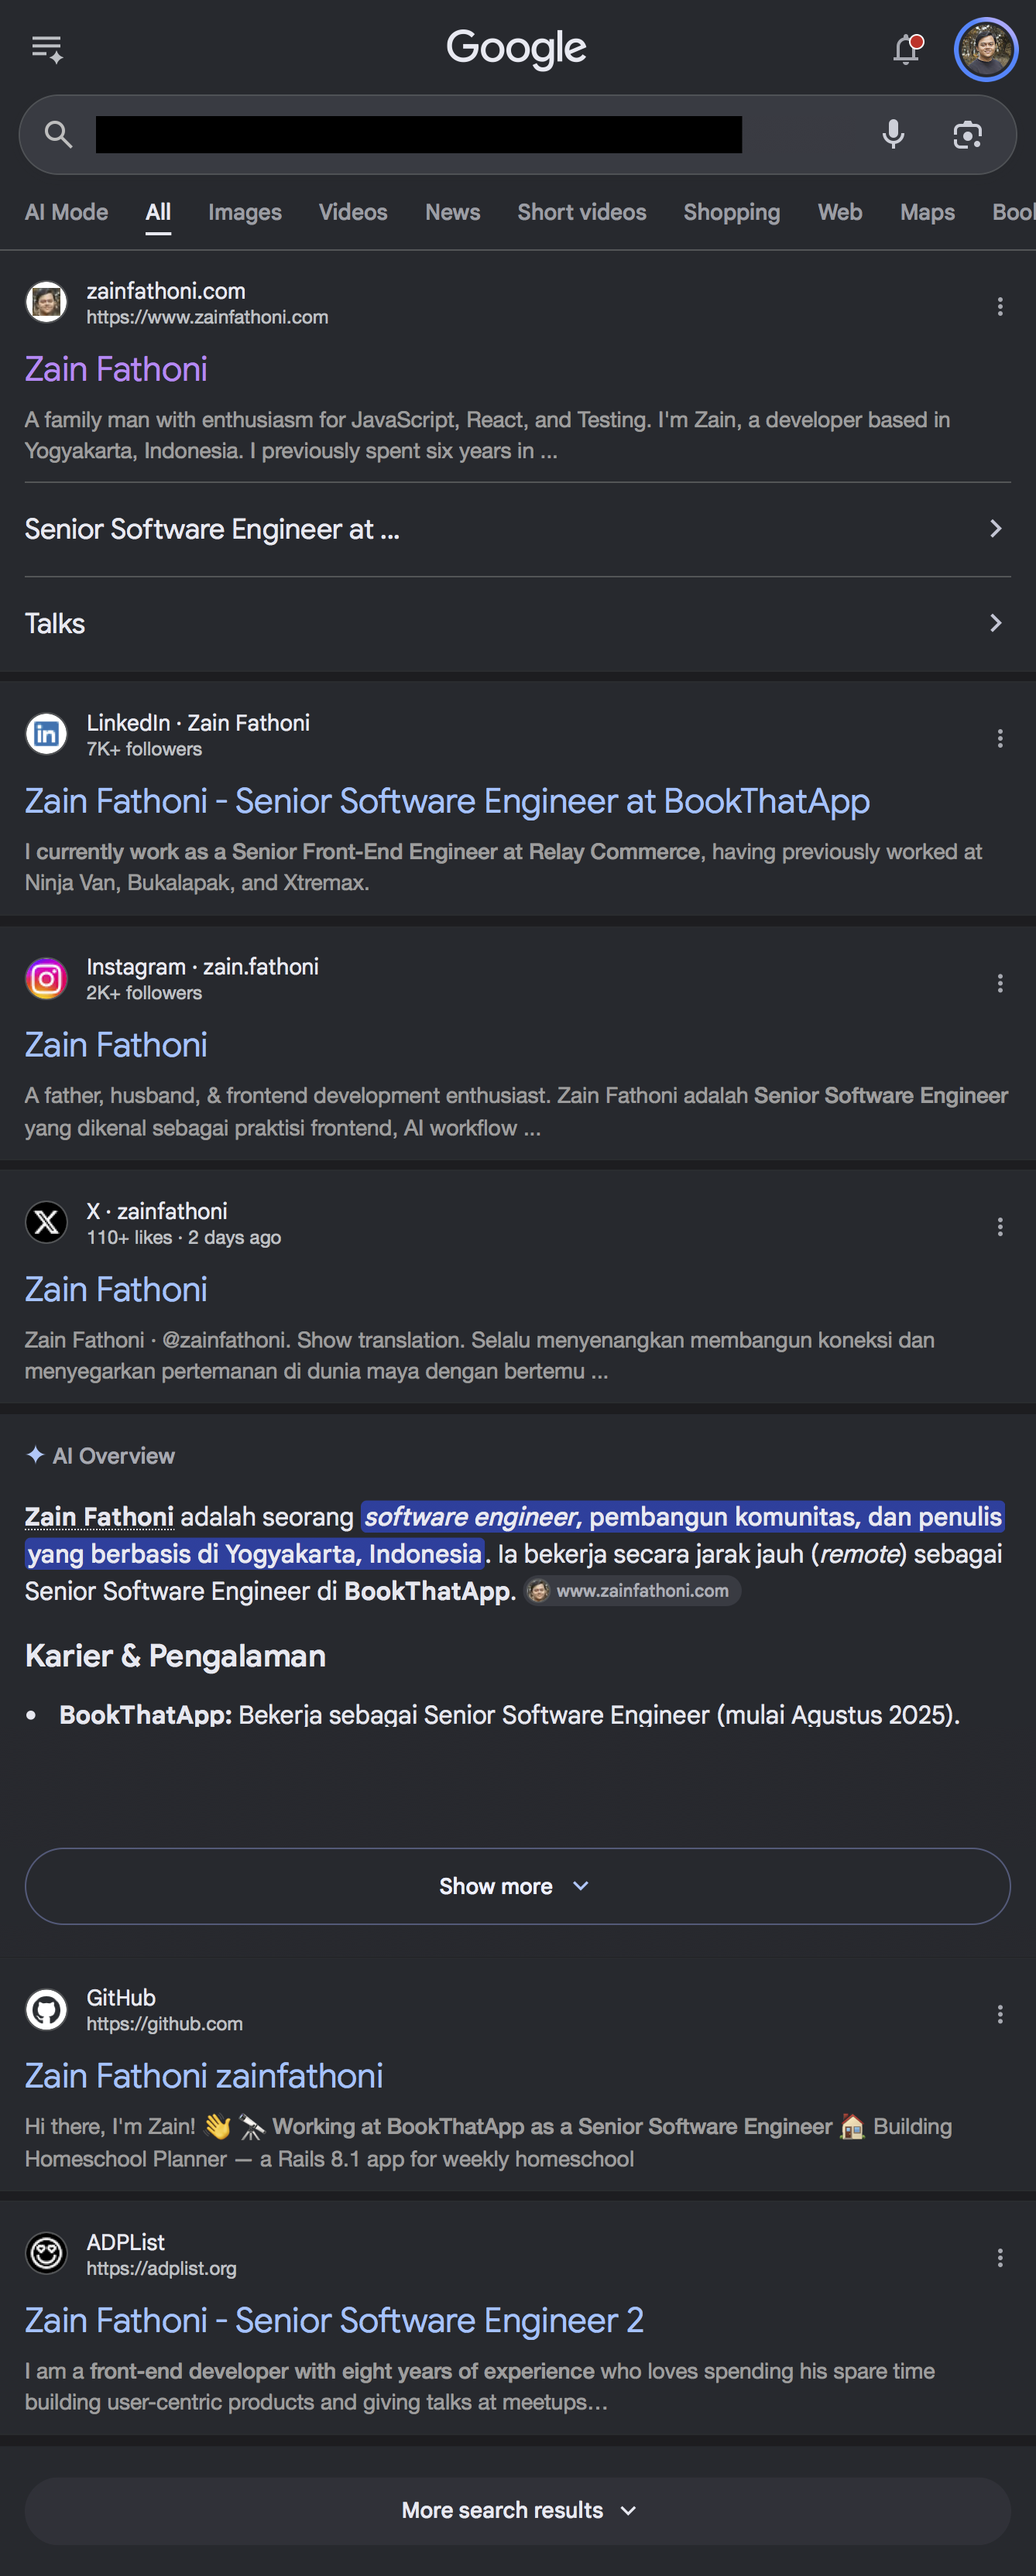 Google
AI Mode All Images Videos News Short videos Shopping Web Maps
zainfathoni.com
https://www.zainfathoni.com
Zain Fathoni
A family man with enthusiasm for JavaScript, React, and Testing. I'm Zain, a developer based in
Yogyakarta, Indonesia. I previously spent six years in ...
Senior Software Engineer at ...
Talks
LinkedIn · Zain Fathoni
7K+ followers
Zain Fathoni - Senior Software Engineer at BookThatApp
I currently work as a Senior Front-End Engineer at Relay Commerce, having previously worked at
Ninja Van, Bukalapak, and Xtremax.
Instagram · zain.fathoni
2K+ followers
Zain Fathoni
A father, husband, & frontend development enthusiast. Zain Fathoni adalah Senior Software Engineer
yang dikenal sebagai praktisi frontend, AI workflow ...
X · zainfathoni
110+ likes · 2 days ago
Zain Fathoni
Zain Fathoni · @zainfathoni. Show translation. Selalu menyenangkan membangun koneksi dan
menyegarkan pertemanan di dunia maya dengan bertemu ...
AI Overview
Zain Fathoni adalah seorang software engineer, pembangun komunitas, dan penulis
yang berbasis di Yogyakarta, Indonesia. Ia bekerja secara jarak jauh (remote) sebagai
Senior Software Engineer di BookThatApp. www.zainfathoni.com
Karier & Pengalaman
• BookThatApp: Bekerja sebagai Senior Software Engineer (mulai Agustus 2025).
Show more
GitHub
https://github.com
Zain Fathoni zainfathoni
Hi there, I'm Zain! 👋 🔭 Working at BookThatApp as a Senior Software Engineer 🏠 Building
Homeschool Planner — a Rails 8.1 app for weekly homeschool
ADPList
https://adplist.org
Zain Fathoni - Senior Software Engineer 2
I am a front-end developer with eight years of experience who loves spending his spare time
building user-centric products and giving talks at meetups...
More search results